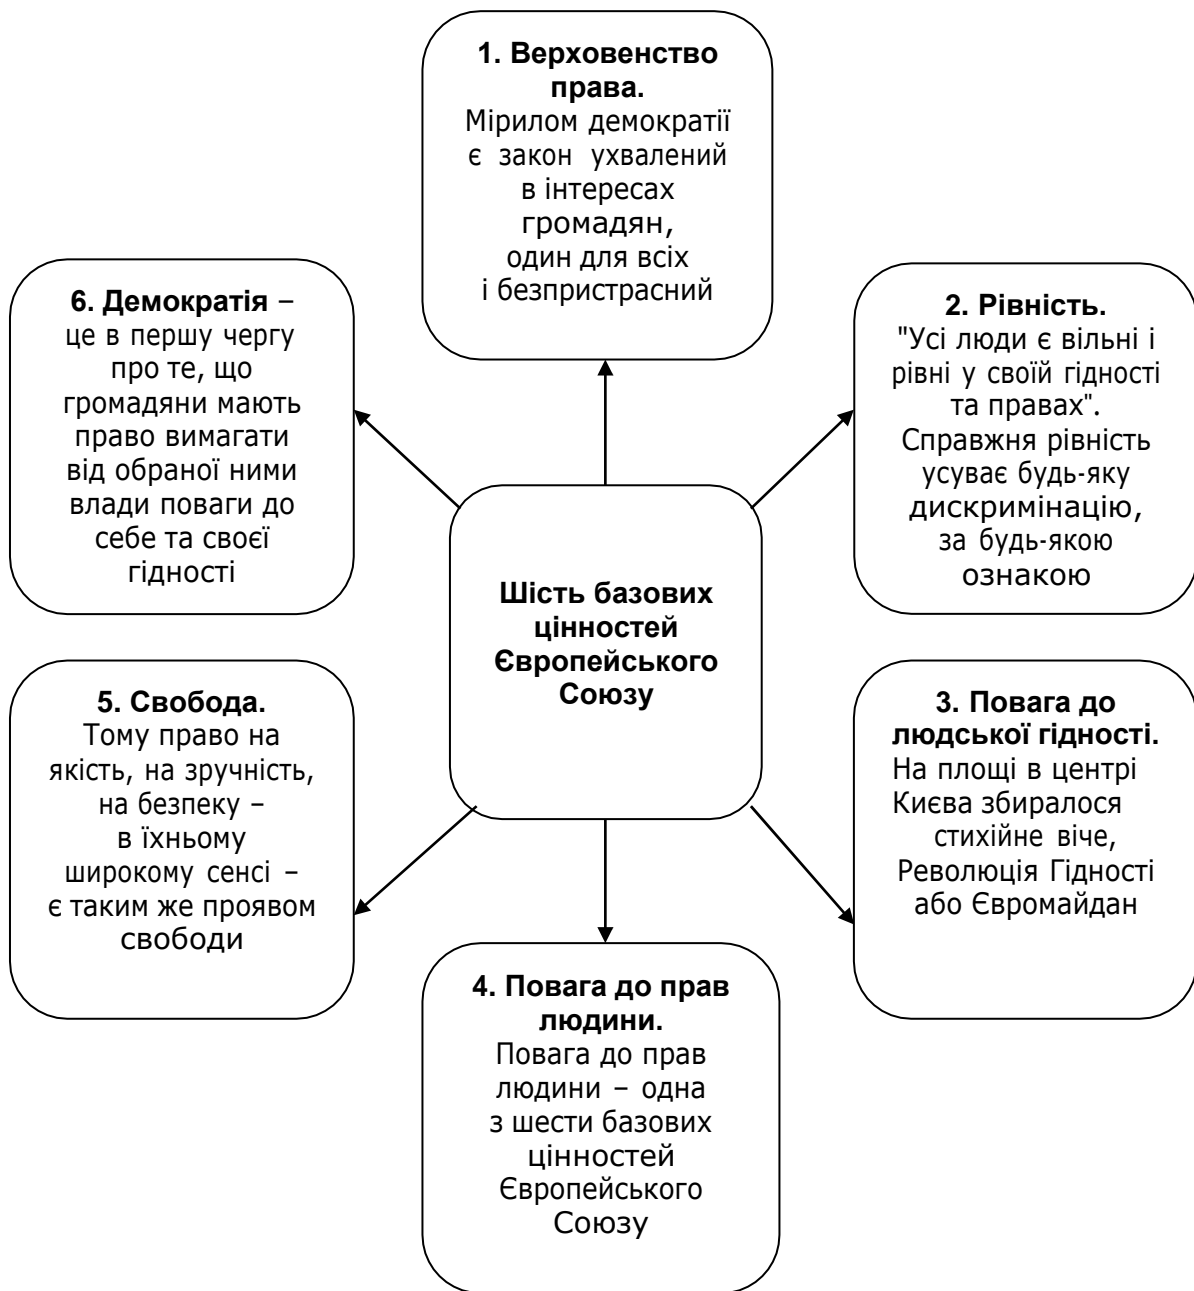 1. Верховенство
права.
Мірилом демократії
є закон ухвалений
в інтересах
громадян,
один для всіх
і безпристрасний
6. Демократія –
це в першу чергу
про те, що
громадяни мають
право вимагати
від обраної ними
влади поваги до
себе та своєї
гідності
2. Рівність.
"Усі люди є вільні і
рівні у своїй гідності
та правах".
Справжня рівність
усуває будь-яку
дискримінацію,
за будь-якою
ознакою
Шість базових
цінностей
Європейського
Союзу
5. Свобода.
Тому право на
якість, на зручність,
на безпеку –
в їхньому
широкому сенсі –
є таким же проявом
свободи
3. Повага до
людської гідності.
На площі в центрі
Києва збиралося
стихійне віче,
Революція Гідності
або Євромайдан
4. Повага до прав
людини.
Повага до прав
людини – одна
з шести базових
цінностей
Європейського
Союзу